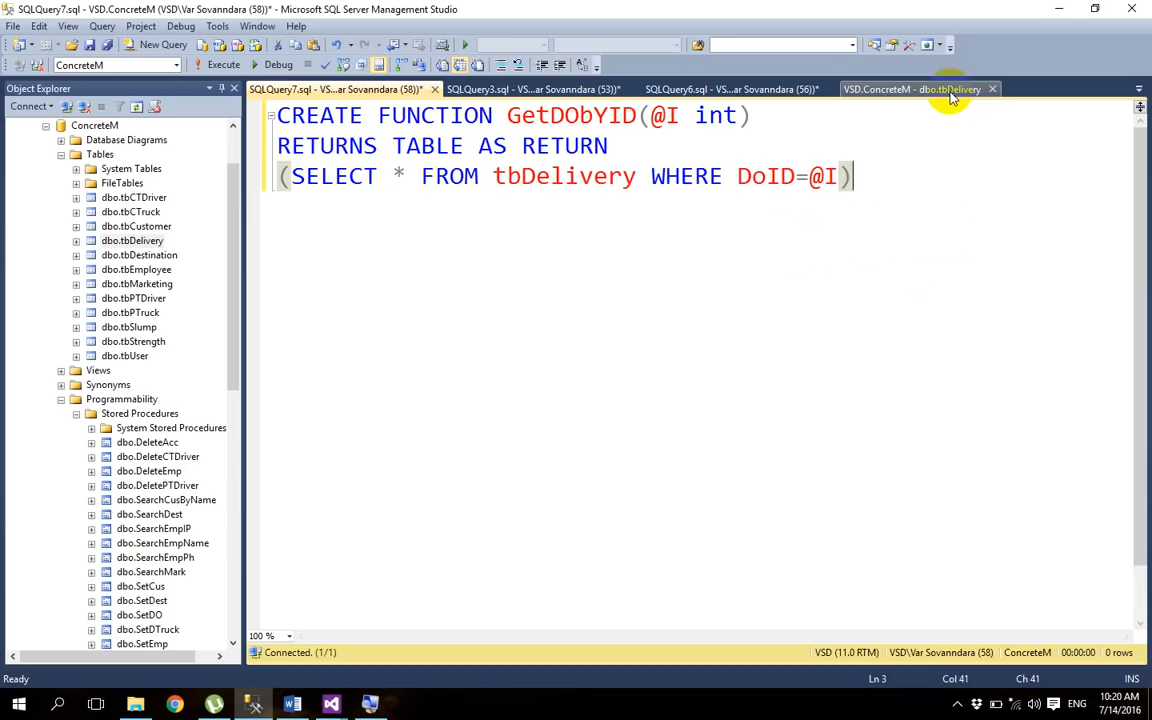 SQLQuery7.sql - VSD.ConcreteM (VSD\Var Sovanndara (58))* - Microsoft SQL Server Management Studio
File Edit View Query Project Debug Tools Window Help
New Query
ConcreteM Execute Debug
Object Explorer
SQLQuery7.sql - VS...ar Sovanndara (58))* SQLQuery3.sql - VS...ar Sovanndara (53))* SQLQuery6.sql - VS...ar Sovanndara (56))* VSD.ConcreteM - dbo.tbDelivery
Connect
ConcreteM
Database Diagrams
Tables
System Tables
FileTables
dbo.tbCTDriver
dbo.tbCTruck
dbo.tbCustomer
dbo.tbDelivery
dbo.tbDestination
dbo.tbEmployee
dbo.tbMarketing
dbo.tbPTDriver
dbo.tbPTruck
dbo.tbSlump
dbo.tbStrength
dbo.tbUser
Views
Synonyms
Programmability
Stored Procedures
System Stored Procedures
dbo.DeleteAcc
dbo.DeleteCTDriver
dbo.DeleteEmp
dbo.DeletePTDriver
dbo.SearchCusByName
dbo.SearchDest
dbo.SearchEmpIP
dbo.SearchEmpName
dbo.SearchEmpPh
dbo.SearchMark
dbo.SetCus
dbo.SetDest
dbo.SetDO
dbo.SetDTruck
dbo.SetEmp
CREATE FUNCTION GetDObYID(@I int)
RETURNS TABLE AS RETURN
(SELECT * FROM tbDelivery WHERE DoID=@I)
100 %
Connected. (1/1) VSD (11.0 RTM) VSD\Var Sovanndara (58) ConcreteM 00:00:00 0 rows
Ready Ln 3 Col 41 Ch 41 INS
ENG
10:20 AM
7/14/2016